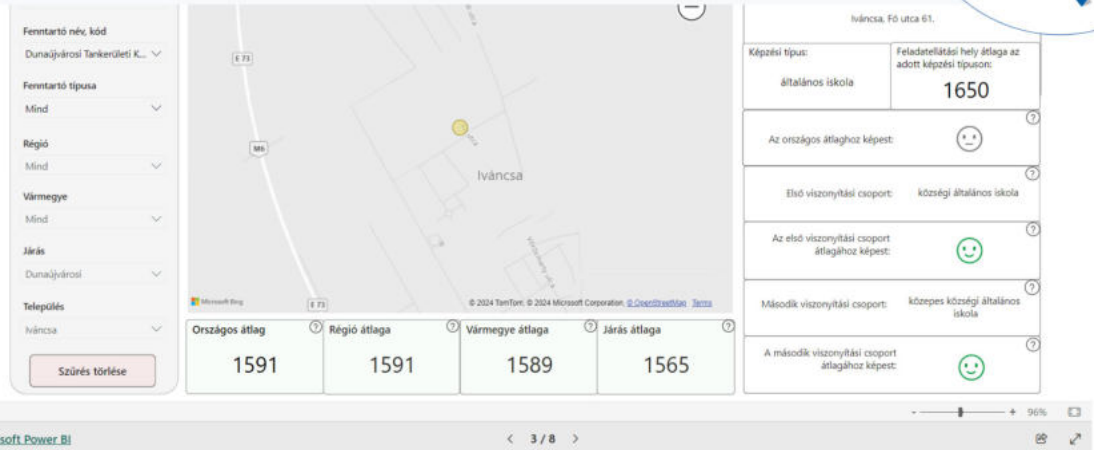 Fenntartó név, kód
Dunaújvárosi Tankerületi K...
Fenntartó típusa
Mind
Régió
Mind
Vármegye
Mind
Járás
Dunaújvárosi
Település
Iváncsa
Szűrés törlése
E 73
M6
utca
Iváncsa
E 73
Microsoft Bing
© 2024 TomTom, © 2024 Microsoft Corporation, © OpenStreetMap Terms
Országos átlag ?
1591
Régió átlaga ?
1591
Vármegye átlaga ?
1589
Járás átlaga ?
1565
Iváncsa, Fő utca 61.
Képzési típus:
általános iskola
Feladatellátási hely átlaga az
adott képzési típuson:
1650
Az országos átlaghoz képest: ?
Első viszonyítási csoport: községi általános iskola ?
Az első viszonyítási csoport
átlagához képest: ?
Második viszonyítási csoport: közepes községi általános
iskola ?
A második viszonyítási csoport
átlagához képest: ?
- + 96%
soft Power BI
< 3 / 8 >